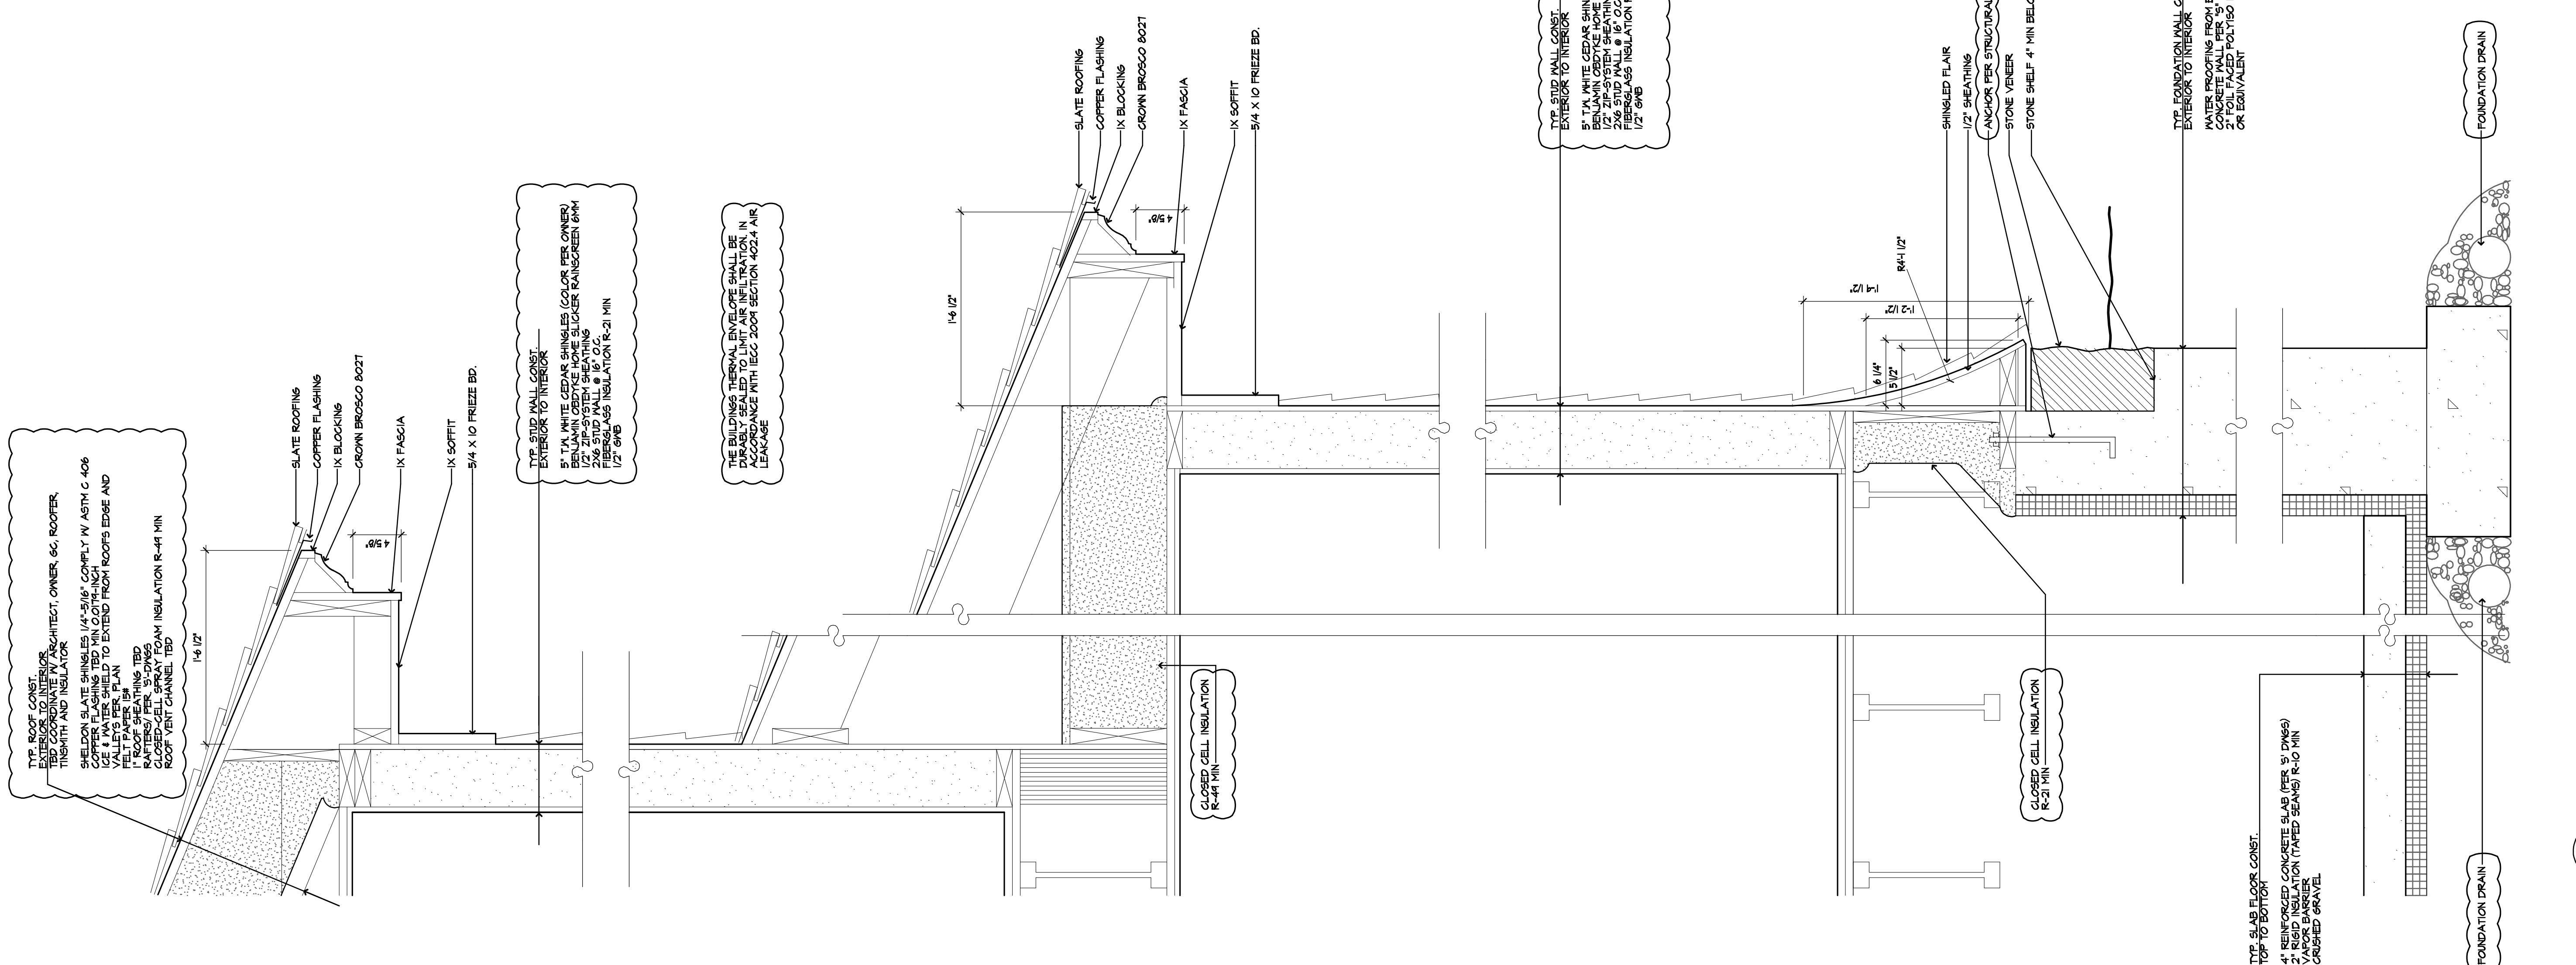 TYP. ROOF CONST.
EXTERIOR TO INTERIOR
TBD COORDINATE W/ ARCHITECT, OWNER, GC, ROOFER,
TINSMITH AND INSULATOR
SHELDON SLATE SHINGLES 1/4"-5/16" COMPLY W/ ASTM C 406
COPPER FLASHING TBD MIN 0.0179-INCH
ICE & WATER SHIELD TO EXTEND FROM ROOFS EDGE AND
VALLEYS PER. PLAN
FELT PAPER 15#
1" ROOF SHEATHING TBD
RAFTERS/ PER. 'S'-DWGS
CLOSED-CELL SPRAY FOAM INSULATION R-49 MIN
ROOF VENT CHANNEL TBD
1'-6 1/2"
SLATE ROOFING
COPPER FLASHING
1X BLOCKING
CROWN BROSCO 8027
4 5/8"
1X FASCIA
1X SOFFIT
5/4 X 10 FRIEZE BD.
TYP. STUD WALL CONST.
EXTERIOR TO INTERIOR
5" T.W. WHITE CEDAR SHINGLES (COLOR PER OWNER)
BENJAMIN OBDYKE HOME SLICKER RAINSCREEN 6MM
1/2" ZIP-SYSTEM SHEATHING
2X6 STUD WALL @ 16" O.C.
FIBERGLASS INSULATION R-21 MIN
1/2" GWB
THE BUILDINGS THERMAL ENVELOPE SHALL BE
DURABLY SEALED TO LIMIT AIR INFILTRATION. IN
ACCORDANCE WITH IECC 2009 SECTION 402.4 AIR
LEAKAGE
1'-6 1/2"
SLATE ROOFING
COPPER FLASHING
1X BLOCKING
CROWN BROSCO 8027
4 5/8"
1X FASCIA
1X SOFFIT
5/4 X 10 FRIEZE BD.
CLOSED CELL INSULATION
R-49 MIN
TYP. STUD WALL CONST.
EXTERIOR TO INTERIOR
5" T.W. WHITE CEDAR
BENJAMIN OBDYKE HOME
1/2" ZIP-SYSTEM
2X6 STUD WALL @ 16" O.C.
FIBERGLASS INSULATION
1/2" GWB
SHINGLED FLAIR
1/2" SHEATHING
ANCHOR PER STRUCTURAL
STONE VENEER
STONE SHELF 4" MIN
R4'-1 1/2"
1'-4 1/2"
1'-2 1/2"
6 1/4"
5 1/2"
CLOSED CELL INSULATION
R-21 MIN
TYP. FOUNDATION WALL
EXTERIOR TO INTERIOR
WATER PROOFING FROM
CONCRETE WALL PER 'S'
2" FOIL FACED POLYISO
OR EQUIVALENT
TYP. SLAB FLOOR CONST.
TOP TO BOTTOM
4" REINFORCED CONCRETE SLAB (PER 'S' DWGS)
2" RIGID INSULATION (TAPED SEAMS) R-10 MIN
VAPOR BARRIER
CRUSHED GRAVEL
FOUNDATION DRAIN
FOUNDATION DRAIN